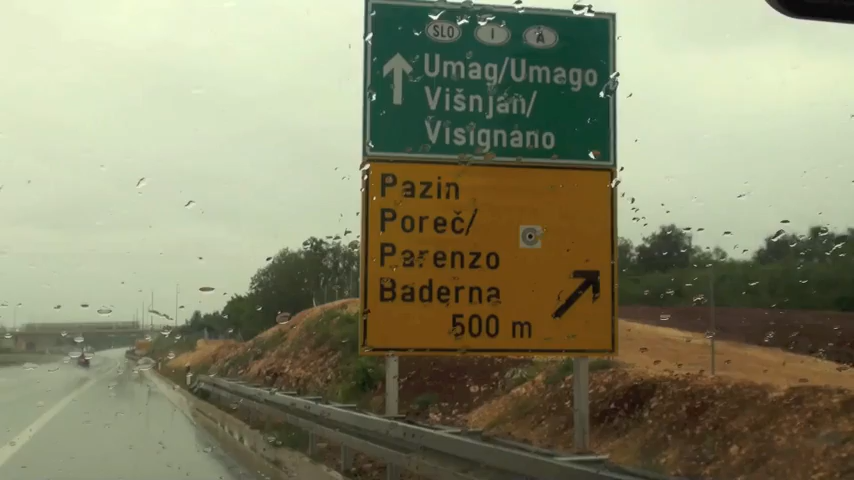 SLO I A
Umag/Umago
Višnjan/
Visignano
Pazin
Poreč/
Parenzo
Baderna
500 m